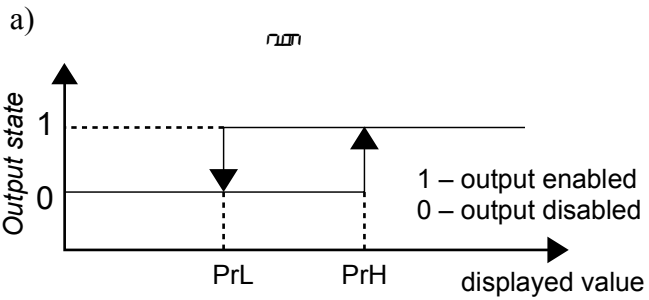 a)
non
Output state
1
0
1 – output enabled
0 – output disabled
PrL PrH
displayed value